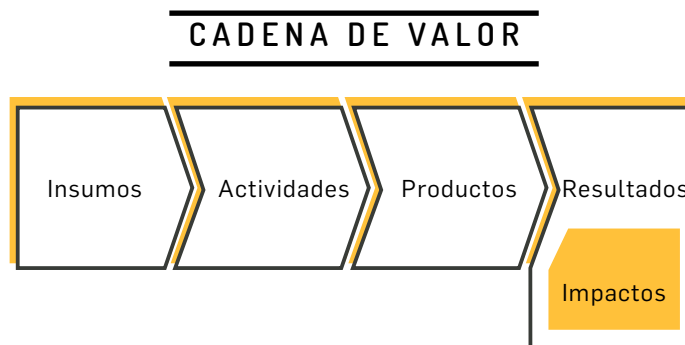 CADENA DE VALOR
Insumos
Actividades
Productos
Resultados
Impactos